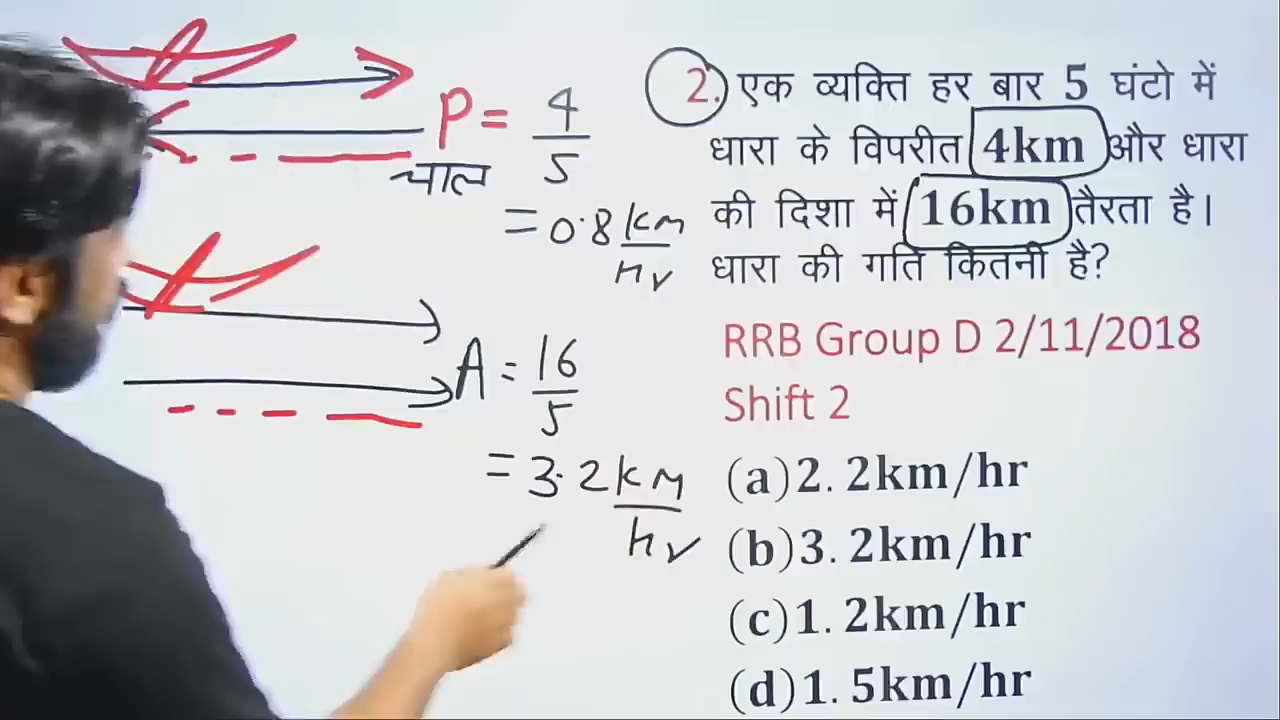 2. एक व्यक्ति हर बार 5 घंटो में
धारा के विपरीत 4km और धारा
की दिशा में 16km तैरता है।
धारा की गति कितनी है?
RRB Group D 2/11/2018
Shift 2
(a)2. 2km/hr
(b)3. 2km/hr
(c)1. 2km/hr
(d)1. 5km/hr
P = 4/5
चाल
= 0.8 km/hr
A = 16/5
= 3.2 km/hr